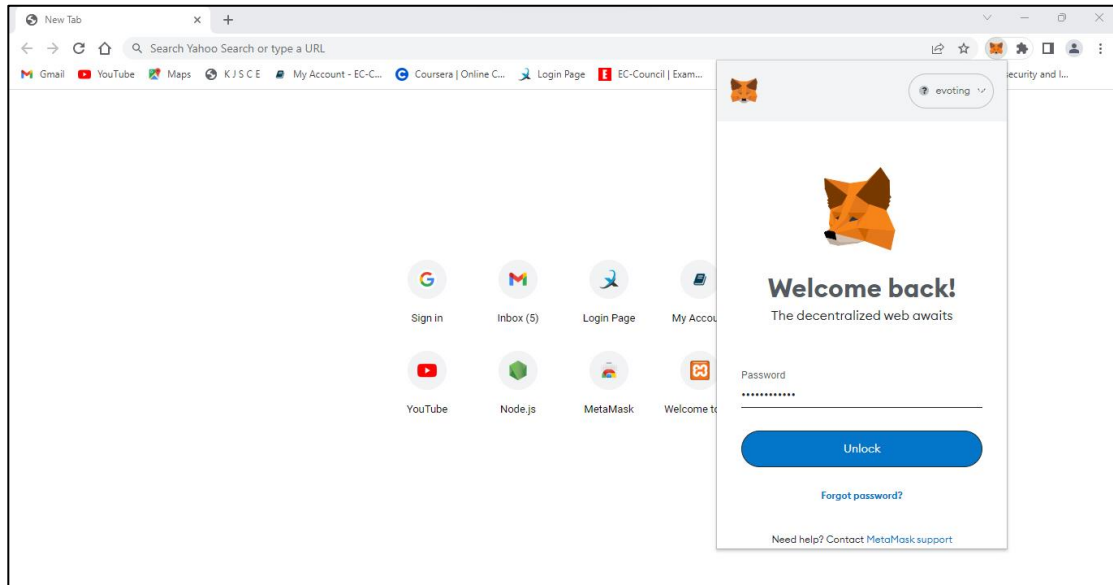 New Tab
Search Yahoo Search or type a URL
Gmail YouTube Maps K J S C E My Account - EC-C... Coursera | Online C... Login Page EC-Council | Exam... ecurity and I...
evoting
Welcome back!
The decentralized web awaits
Sign in Inbox (5) Login Page My Accou
Password
••••••••••••
YouTube Node.js MetaMask Welcome to
Unlock
Forgot password?
Need help? Contact MetaMask support